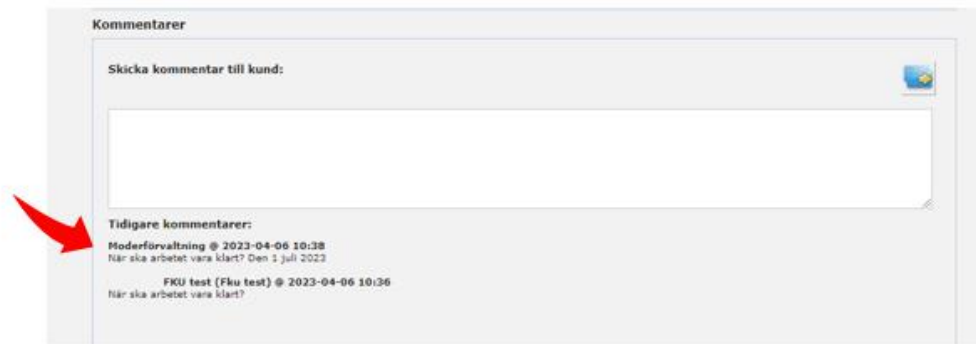 Kommentarer
Skicka kommentar till kund:
Tidigare kommentarer:
Moderförvaltning @ 2023-04-06 10:38
När ska arbetet vara klart? Den 1 juli 2023
FKU test (Fku test) @ 2023-04-06 10:36
När ska arbetet vara klart?